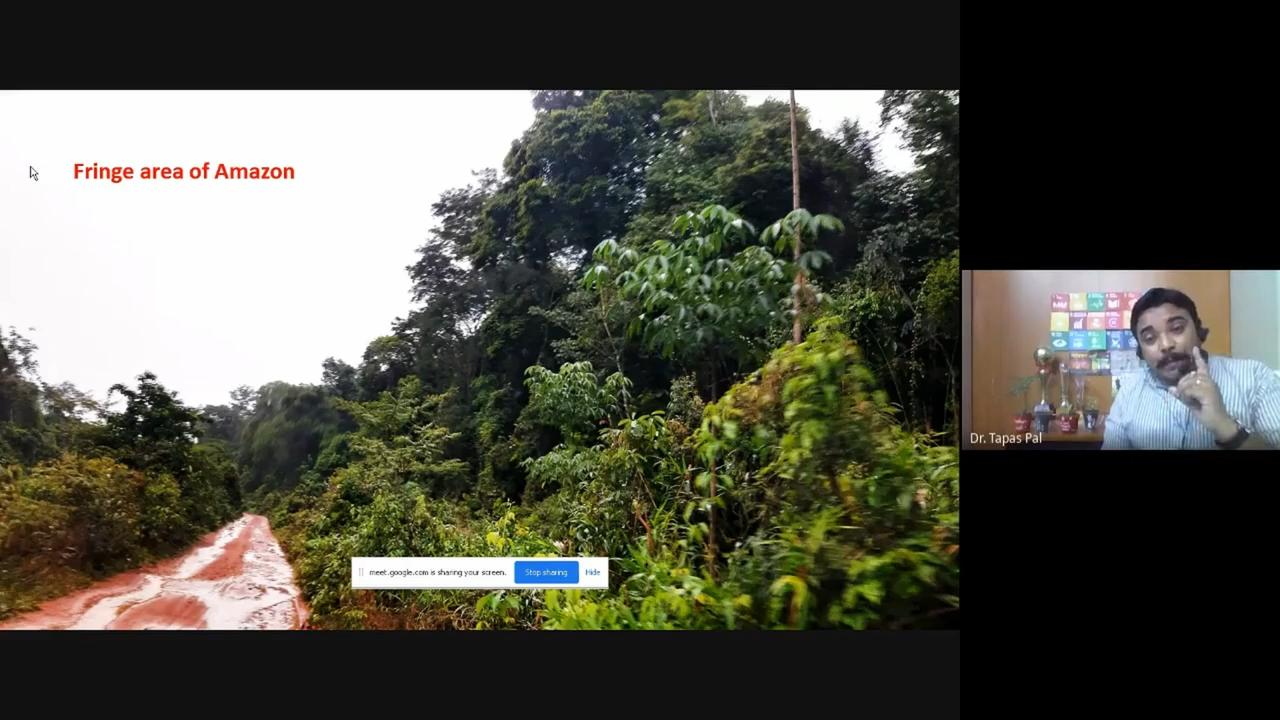 Fringe area of Amazon
meet.google.com is sharing your screen. Stop sharing Hide
Dr. Tapas Pal